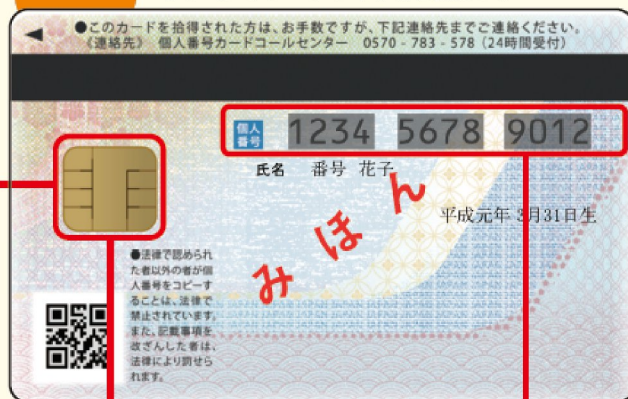 ●このカードを拾得された方は、お手数ですが、下記連絡先までご連絡ください。
《連絡先》 個人番号カードコールセンター 0570-783-578（24時間受付）
個人番号 1234 5678 9012
氏名 番号 花子
平成元年 3月31日生
みほん
●法律で認められ
た者以外の者が個
人番号をコピーす
ることは、法律で
禁止されています。
また、記載事項を
改ざんした者は、
法律により罰せら
れます。